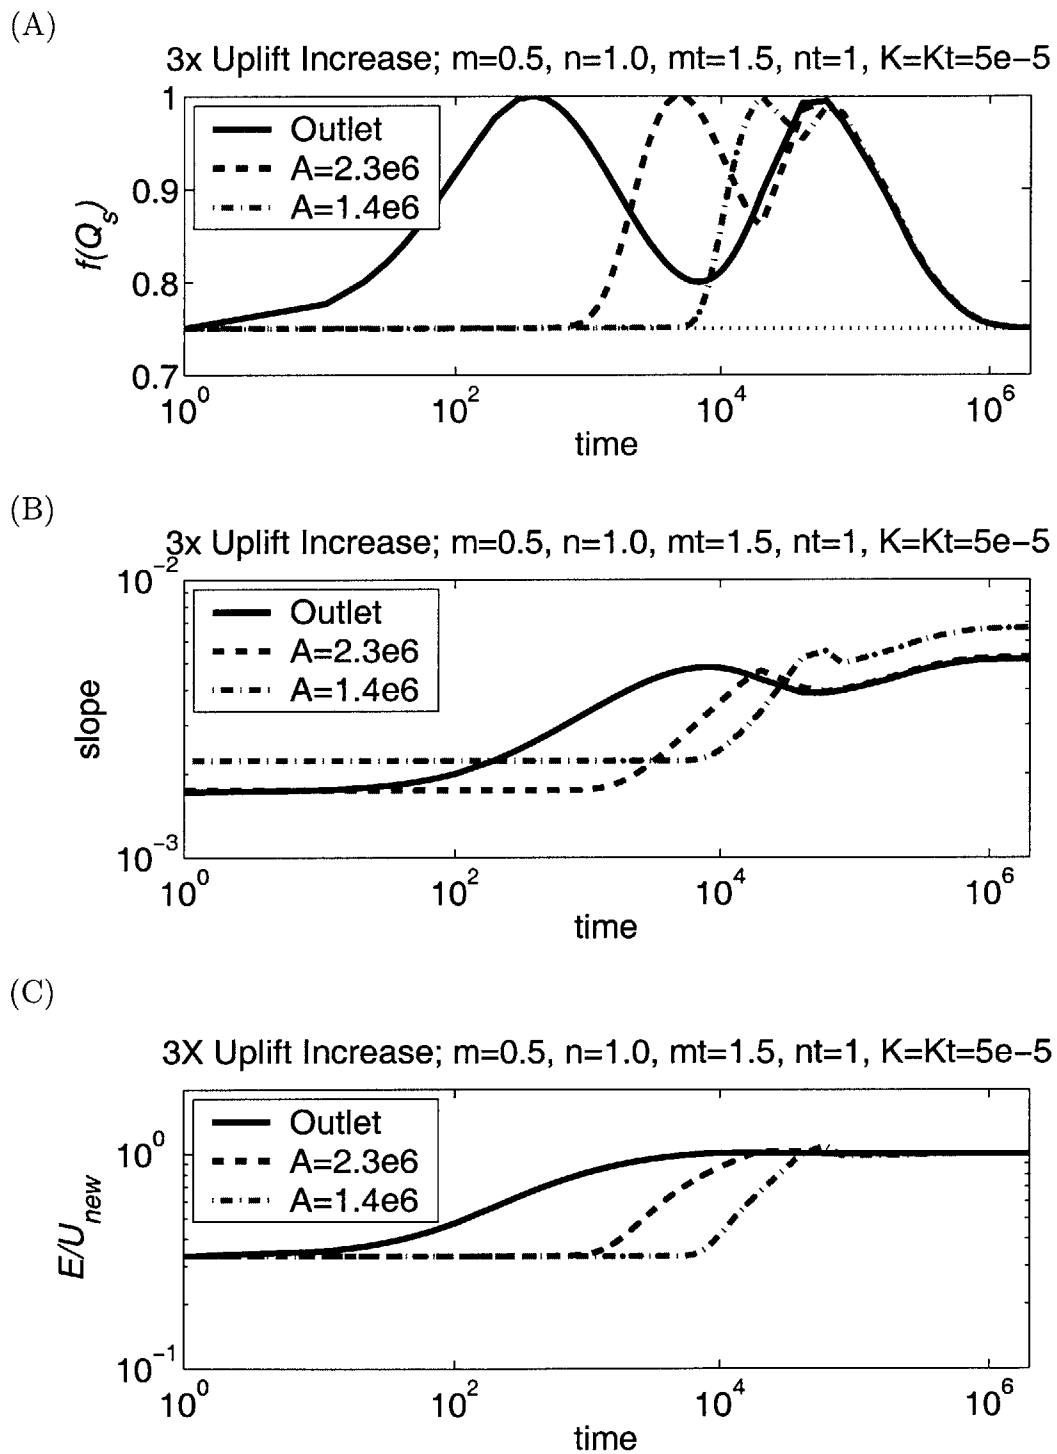 (A)
3x Uplift Increase; m=0.5, n=1.0, mt=1.5, nt=1, K=Kt=5e−5
1
0.9
0.8
0.7
f(Qs)
Outlet
A=2.3e6
A=1.4e6
10^0
10^2
10^4
10^6
time
(B)
3x Uplift Increase; m=0.5, n=1.0, mt=1.5, nt=1, K=Kt=5e−5
10^−2
10^−3
slope
Outlet
A=2.3e6
A=1.4e6
10^0
10^2
10^4
10^6
time
(C)
3X Uplift Increase; m=0.5, n=1.0, mt=1.5, nt=1, K=Kt=5e−5
10^0
10^−1
E/Unew
Outlet
A=2.3e6
A=1.4e6
10^0
10^2
10^4
10^6
time